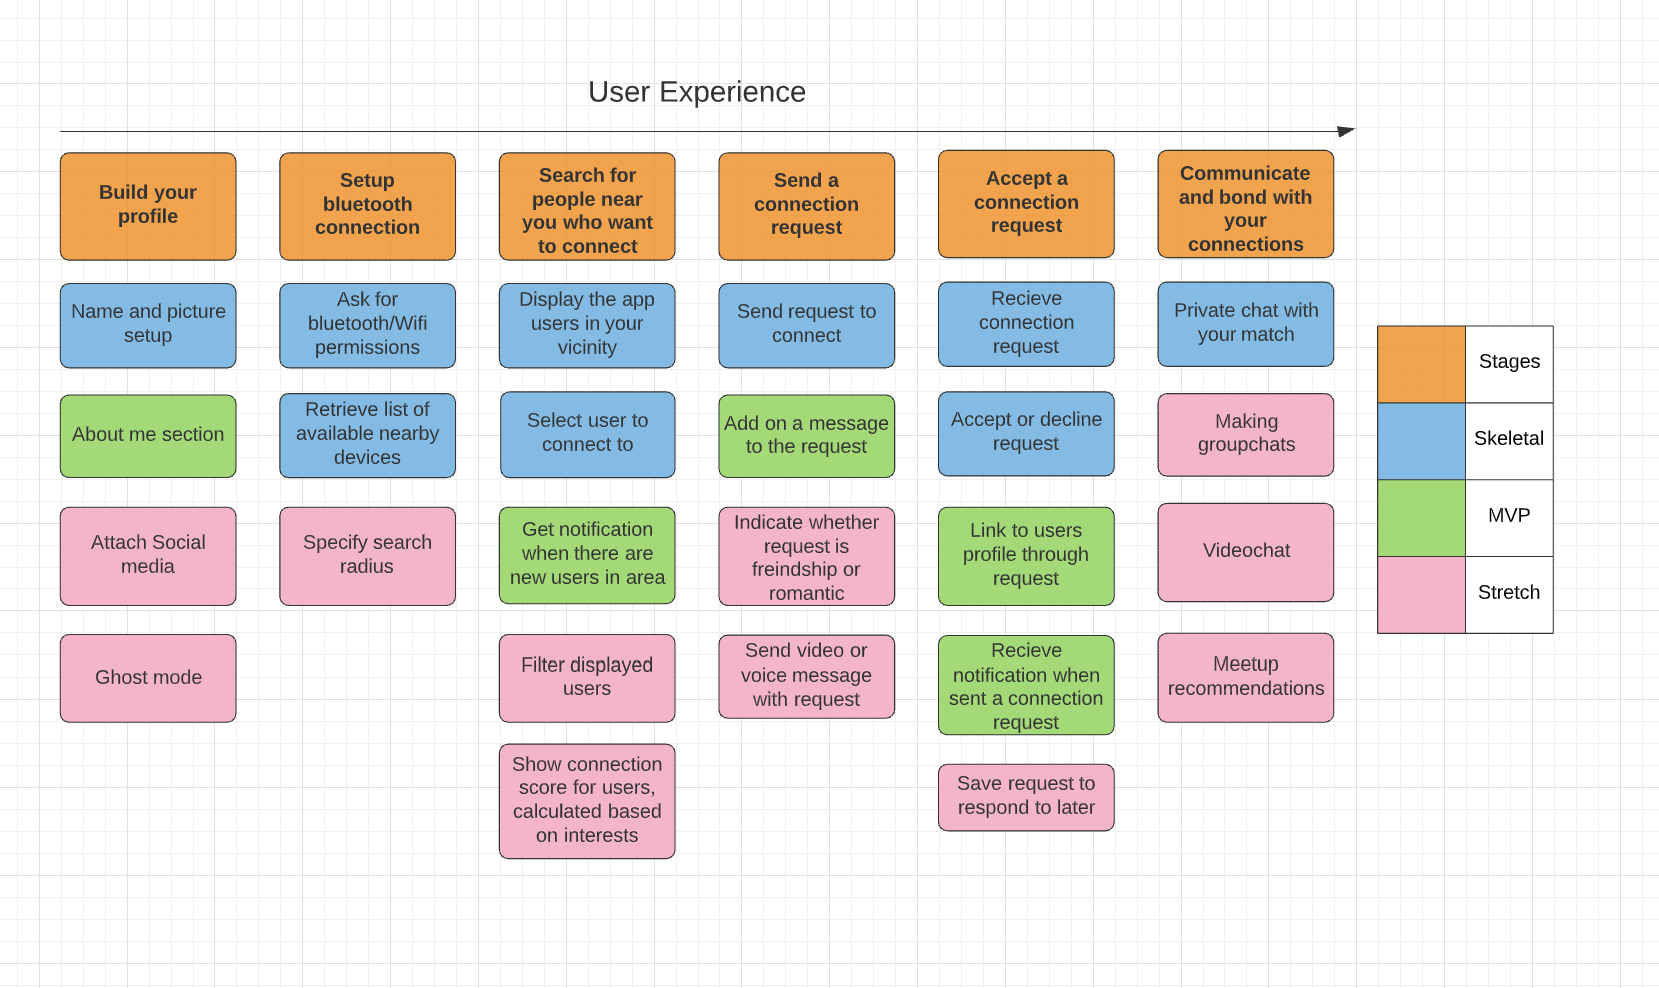 User Experience
Build your
profile
Setup
bluetooth
connection
Search for
people near
you who want
to connect
Send a
connection
request
Accept a
connection
request
Communicate
and bond with
your
connections
Name and picture
setup
Ask for
bluetooth/Wifi
permissions
Display the app
users in your
vicinity
Send request to
connect
Recieve
connection
request
Private chat with
your match
About me section
Retrieve list of
available nearby
devices
Select user to
connect to
Add on a message
to the request
Accept or decline
request
Making
groupchats
Attach Social
media
Specify search
radius
Get notification
when there are
new users in area
Indicate whether
request is
freindship or
romantic
Link to users
profile through
request
Videochat
Ghost mode
Filter displayed
users
Send video or
voice message
with request
Recieve
notification when
sent a connection
request
Meetup
recommendations
Show connection
score for users,
calculated based
on interests
Save request to
respond to later
Stages
Skeletal
MVP
Stretch